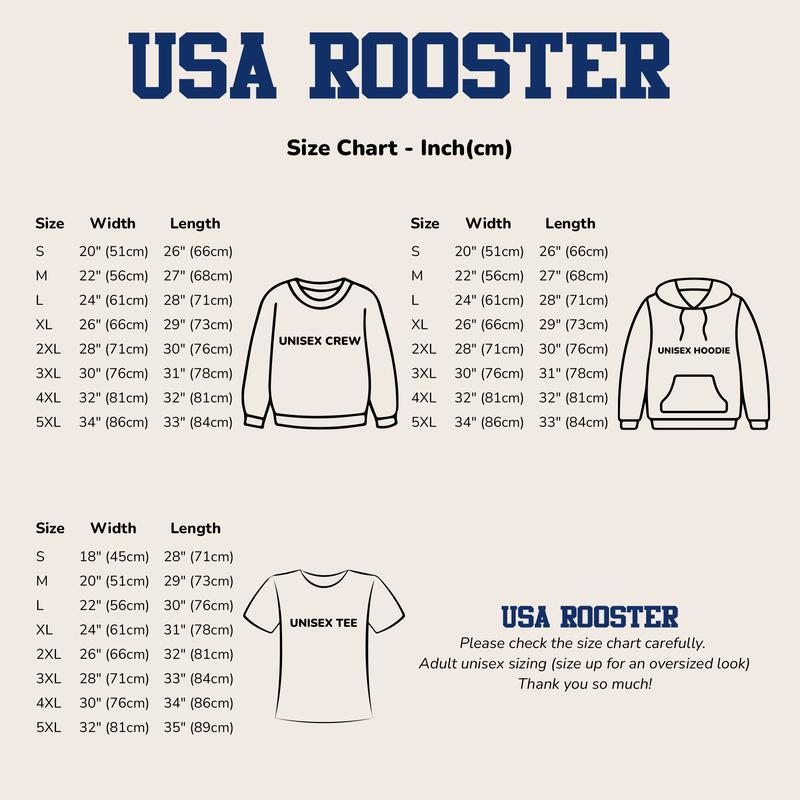 USA ROOSTER
Size Chart - Inch(cm)
Size Width Length
S 20" (51cm) 26" (66cm)
M 22" (56cm) 27" (68cm)
L 24" (61cm) 28" (71cm)
XL 26" (66cm) 29" (73cm)
2XL 28" (71cm) 30" (76cm)
3XL 30" (76cm) 31" (78cm)
4XL 32" (81cm) 32" (81cm)
5XL 34" (86cm) 33" (84cm)
UNISEX CREW
Size Width Length
S 20" (51cm) 26" (66cm)
M 22" (56cm) 27" (68cm)
L 24" (61cm) 28" (71cm)
XL 26" (66cm) 29" (73cm)
2XL 28" (71cm) 30" (76cm)
3XL 30" (76cm) 31" (78cm)
4XL 32" (81cm) 32" (81cm)
5XL 34" (86cm) 33" (84cm)
UNISEX HOODIE
Size Width Length
S 18" (45cm) 28" (71cm)
M 20" (51cm) 29" (73cm)
L 22" (56cm) 30" (76cm)
XL 24" (61cm) 31" (78cm)
2XL 26" (66cm) 32" (81cm)
3XL 28" (71cm) 33" (84cm)
4XL 30" (76cm) 34" (86cm)
5XL 32" (81cm) 35" (89cm)
UNISEX TEE
USA ROOSTER
Please check the size chart carefully.
Adult unisex sizing (size up for an oversized look)
Thank you so much!